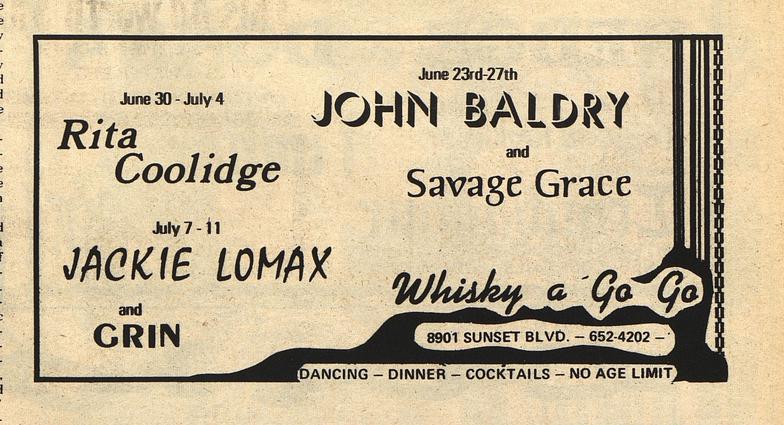 June 23rd-27th
JOHN BALDRY
and
Savage Grace
June 30 - July 4
Rita
Coolidge
July 7 - 11
JACKIE LOMAX
and
GRIN
Whisky a Go Go
8901 SUNSET BLVD. – 652-4202 –
DANCING – DINNER – COCKTAILS – NO AGE LIMIT